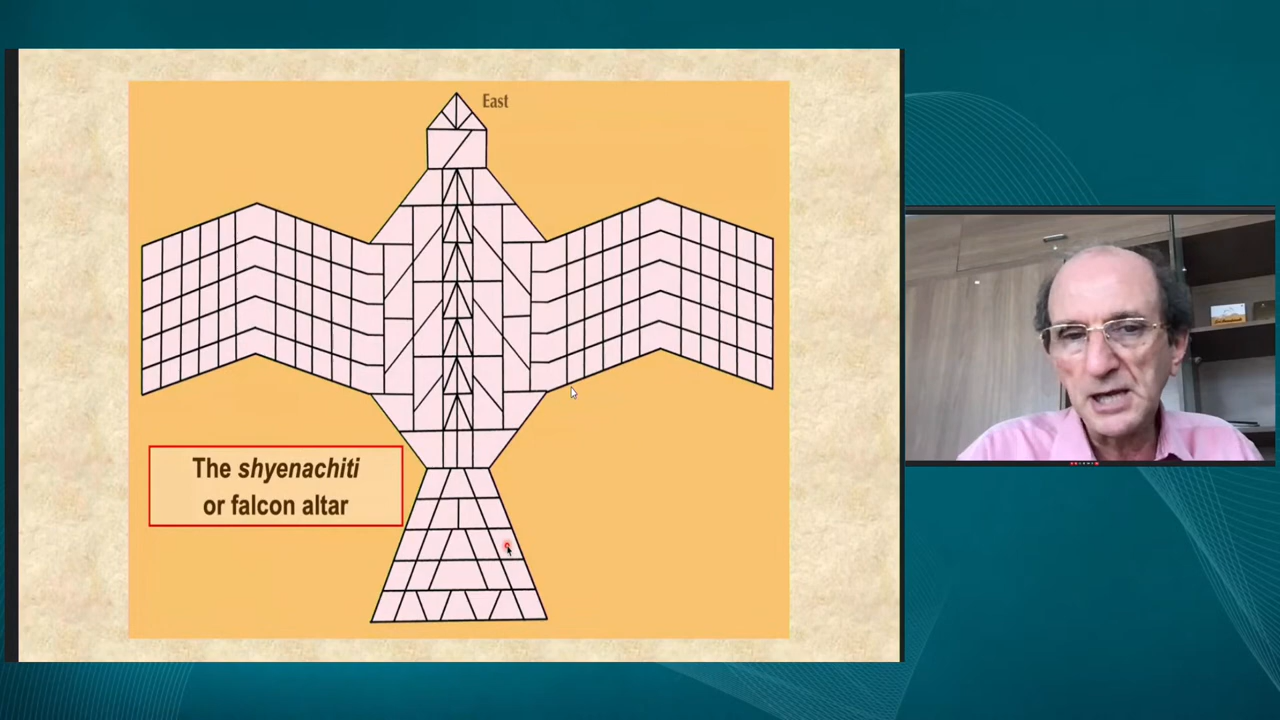 East
The shyenachiti
or falcon altar